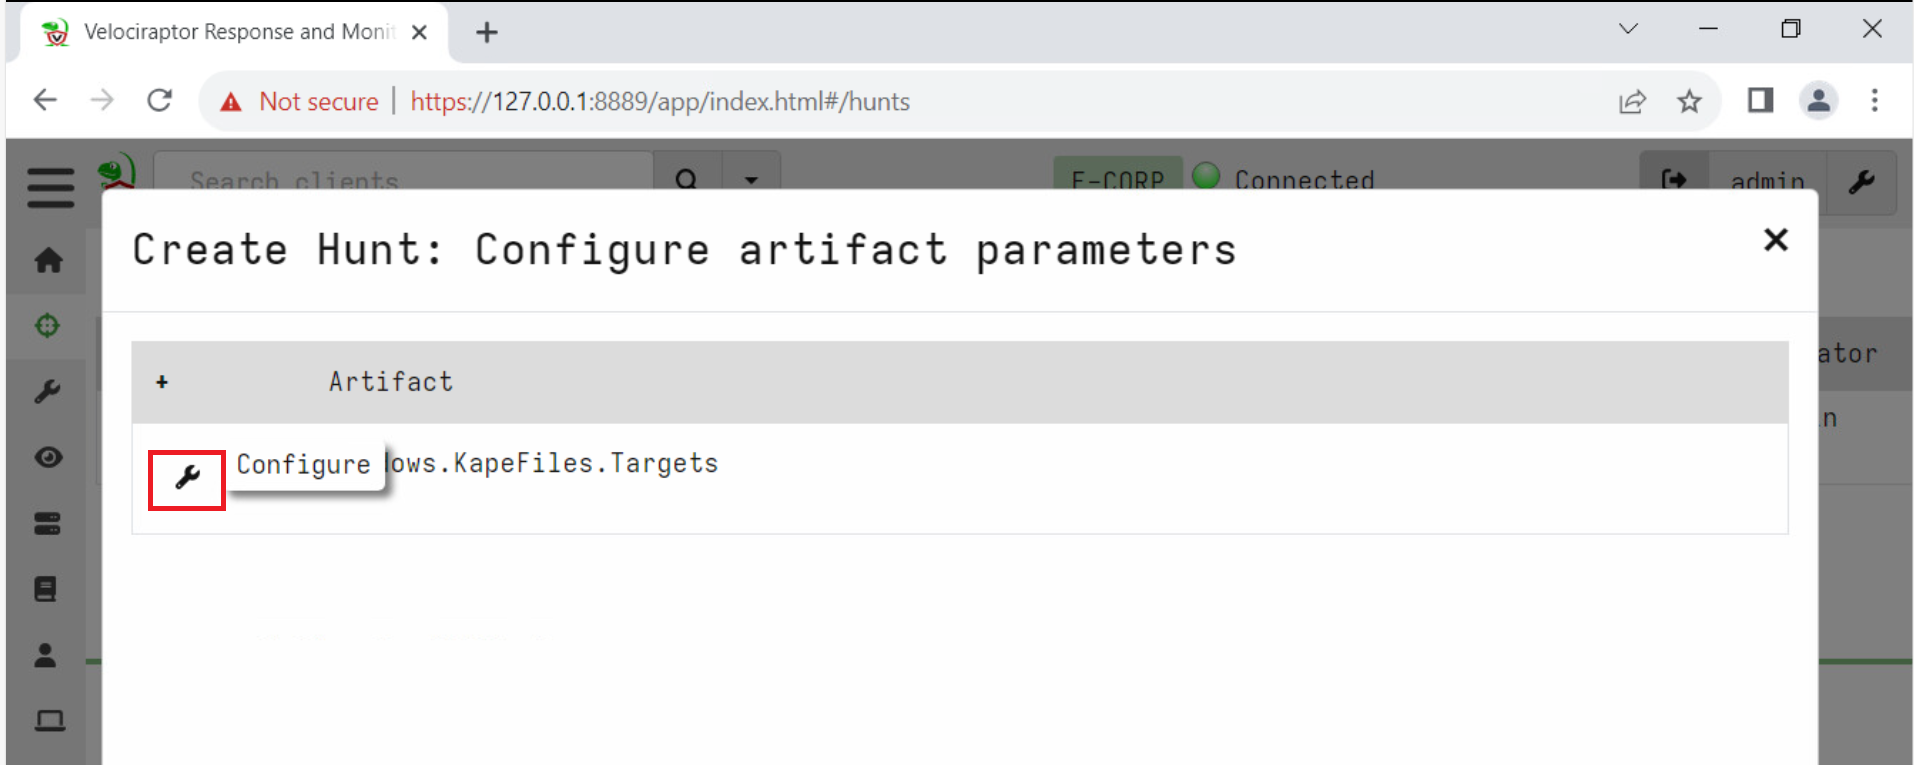 Velociraptor Response and Monit
Not secure | https://127.0.0.1:8889/app/index.html#/hunts
Search clients
E-CORP
Connected
admin
Create Hunt: Configure artifact parameters
+ Artifact
ator
Configure
dows.KapeFiles.Targets
n